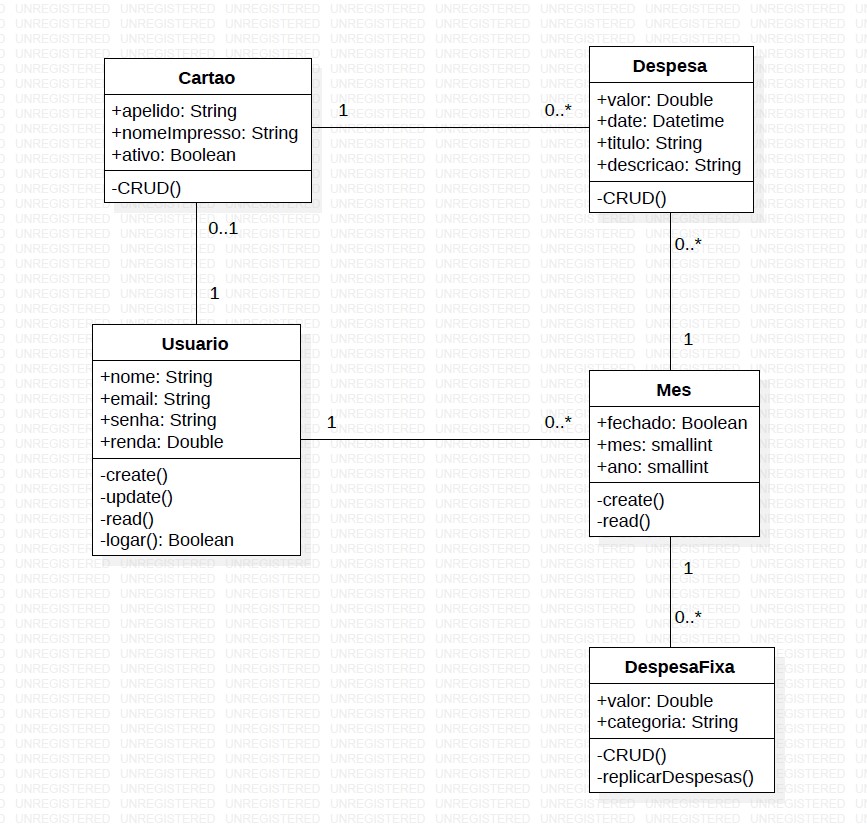 Cartao
+apelido: String
+nomeImpresso: String
+ativo: Boolean
-CRUD()
1
0..*
Despesa
+valor: Double
+date: Datetime
+titulo: String
+descricao: String
-CRUD()
0..1
1
0..*
1
Usuario
+nome: String
+email: String
+senha: String
+renda: Double
-create()
-update()
-read()
-logar(): Boolean
1
0..*
Mes
+fechado: Boolean
+mes: smallint
+ano: smallint
-create()
-read()
1
0..*
DespesaFixa
+valor: Double
+categoria: String
-CRUD()
-replicarDespesas()
UNREGISTERED